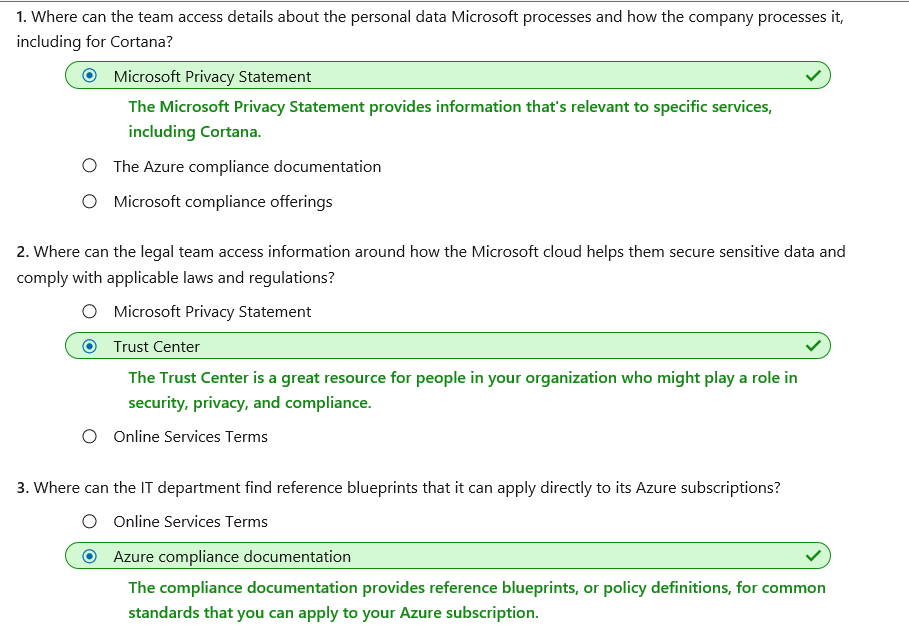 1. Where can the team access details about the personal data Microsoft processes and how the company processes it,
including for Cortana?
Microsoft Privacy Statement
The Microsoft Privacy Statement provides information that's relevant to specific services,
including Cortana.
The Azure compliance documentation
Microsoft compliance offerings
2. Where can the legal team access information around how the Microsoft cloud helps them secure sensitive data and
comply with applicable laws and regulations?
Microsoft Privacy Statement
Trust Center
The Trust Center is a great resource for people in your organization who might play a role in
security, privacy, and compliance.
Online Services Terms
3. Where can the IT department find reference blueprints that it can apply directly to its Azure subscriptions?
Online Services Terms
Azure compliance documentation
The compliance documentation provides reference blueprints, or policy definitions, for common
standards that you can apply to your Azure subscription.